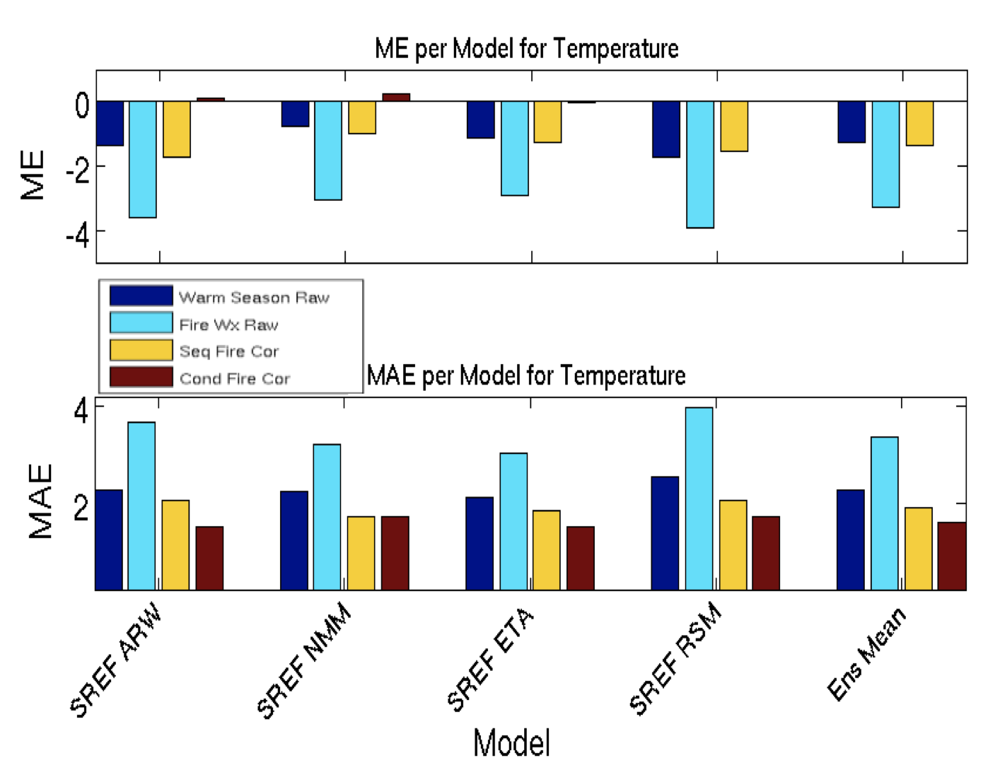 ME per Model for Temperature
0
-2
-4
ME
Warm Season Raw
Fire Wx Raw
Seq Fire Cor
Cond Fire Cor
MAE per Model for Temperature
4
2
MAE
SREF ARW
SREF NMM
SREF ETA
SREF RSM
Ens Mean
Model